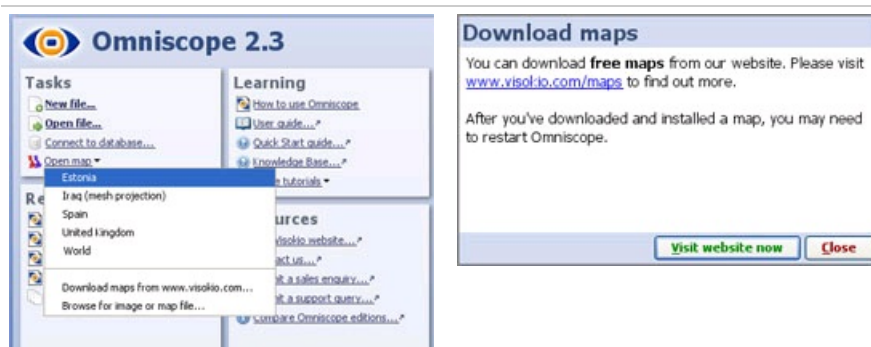 Omniscope 2.3
Tasks
New file...
Open file...
Connect to database...
Open map
Estonia
Iraq (mesh projection)
Spain
United Kingdom
World
Download maps from www.visokio.com...
Browse for image or map file...
Learning
How to use Omniscope
User guide...
Quick Start guide...
Knowledge Base...
tutorials
urces
Visokio website...
act us...
it a sales enquiry...
it a support query...
Compare Omniscope editions...
Download maps
You can download free maps from our website. Please visit
www.visokio.com/maps to find out more.
After you've downloaded and installed a map, you may need
to restart Omniscope.
Visit website now
Close